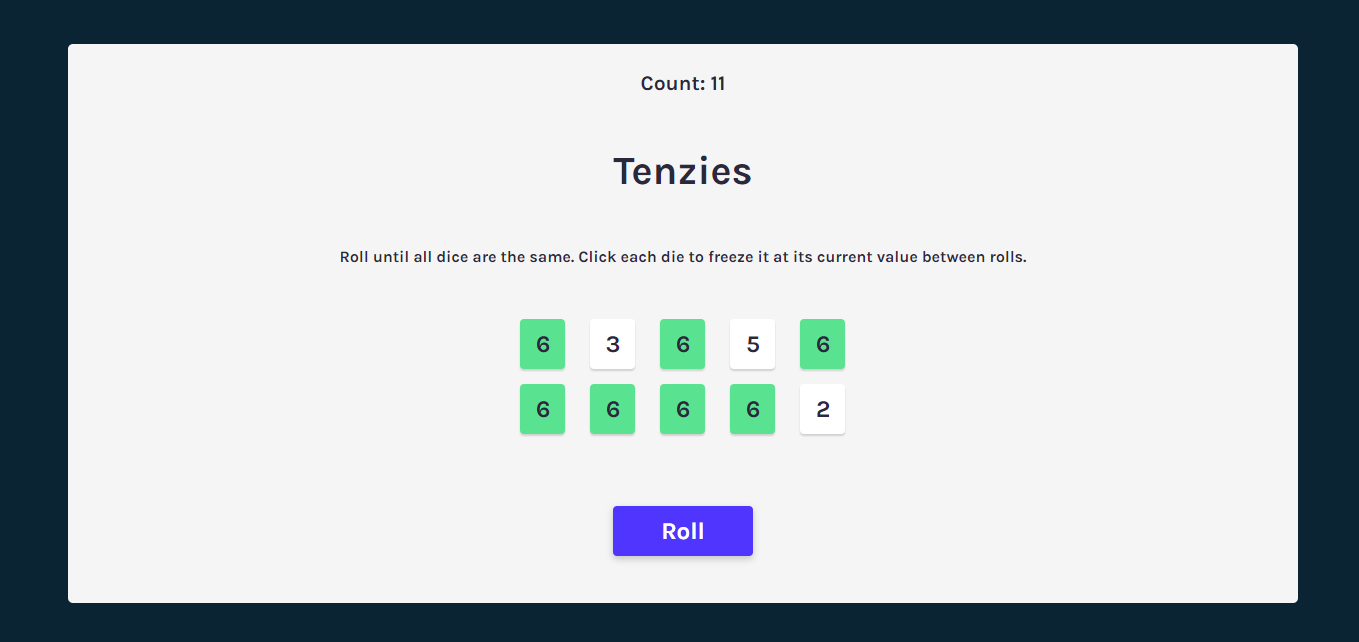 Count: 11
Tenzies
Roll until all dice are the same. Click each die to freeze it at its current value between rolls.
6 3 6 5 6
6 6 6 6 2
Roll